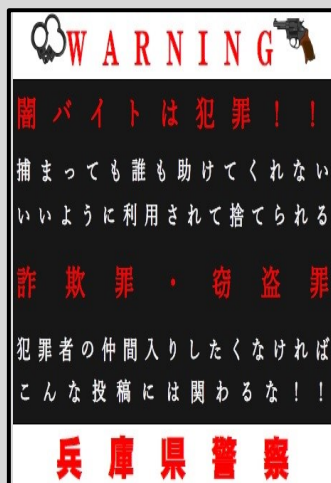 WARNING
闇バイトは犯罪!!
捕まっても誰も助けてくれない
いいように利用されて捨てられる
詐欺罪・窃盗罪
犯罪者の仲間入りしたくなければ
こんな投稿には関わるな!!
兵庫県警察